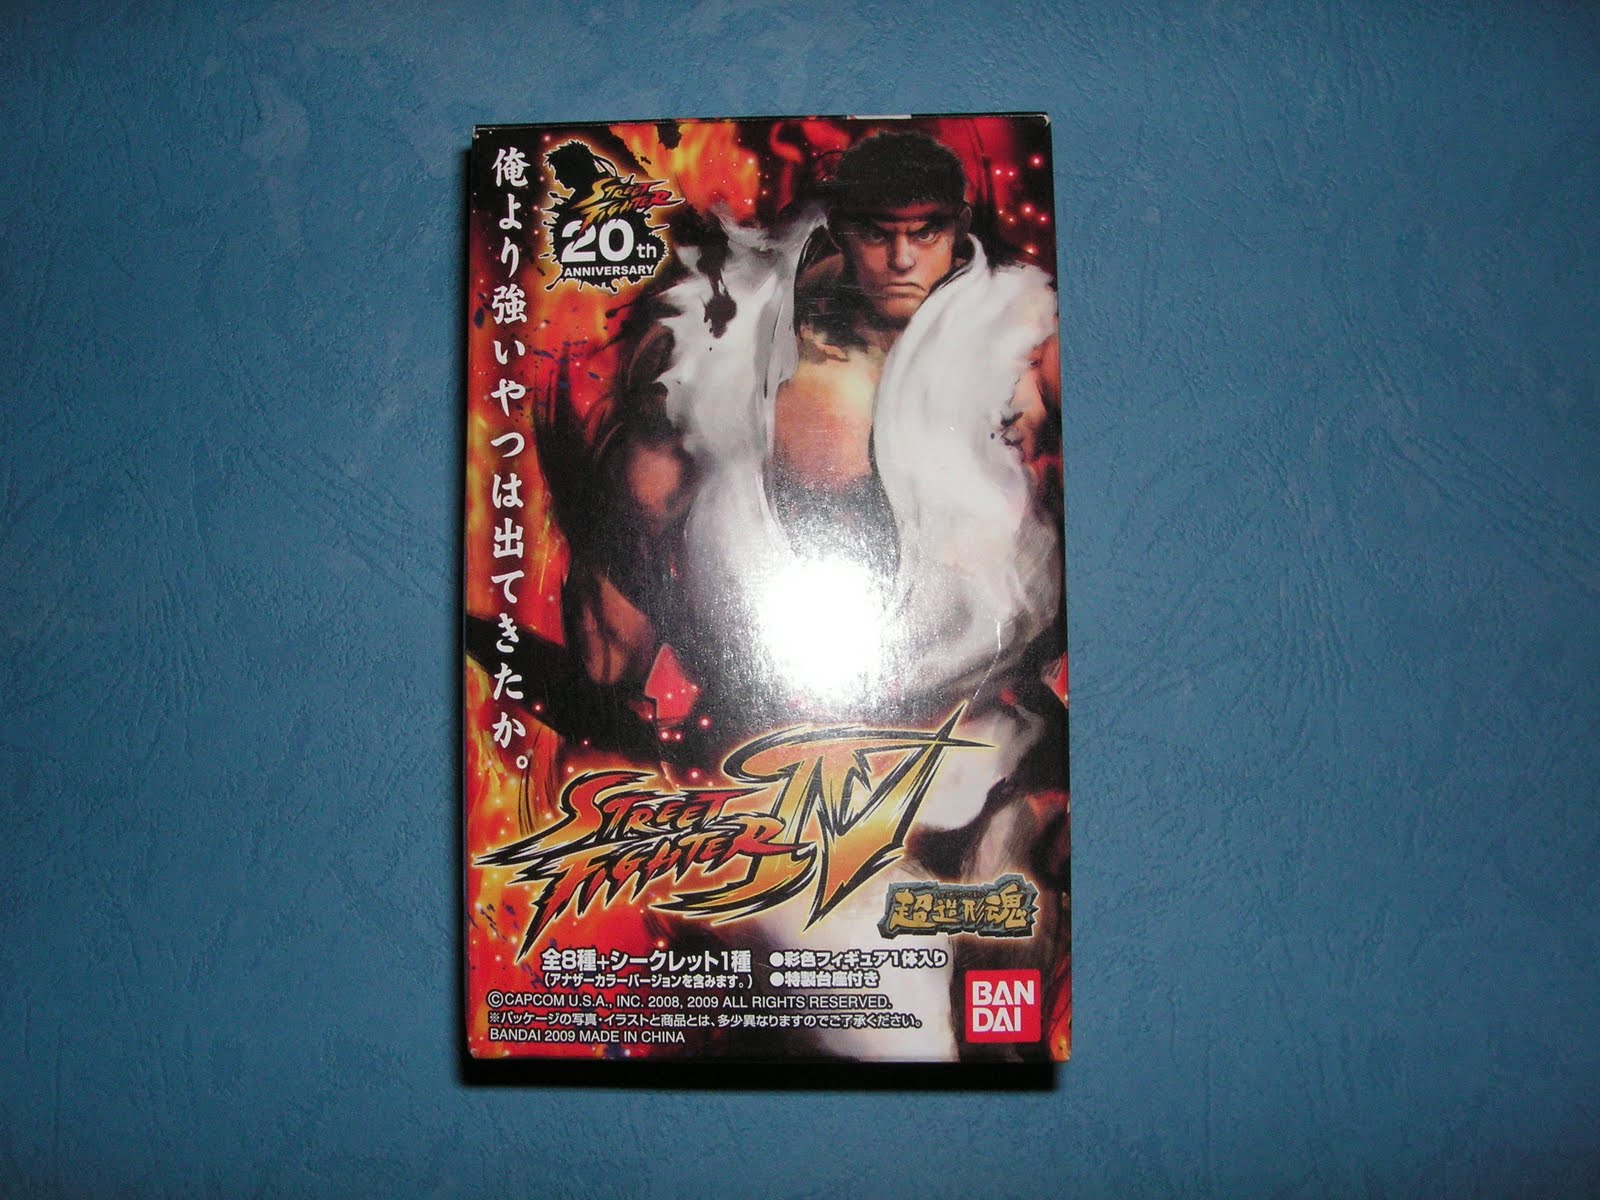 俺より強いやつは出てきたか。
STREET
FIGHTER
20th
ANNIVERSARY
STREET
FIGHTER IV
超造形魂
全8種+シークレット1種
(アナザーカラーバージョンを含みます。)
●彩色フィギュア1体入り
●特製台座付き
©CAPCOM U.S.A., INC. 2008, 2009 ALL RIGHTS RESERVED.
※パッケージの写真・イラストと商品とは、多少異なりますのでご了承ください。
BANDAI 2009 MADE IN CHINA
BAN
DAI